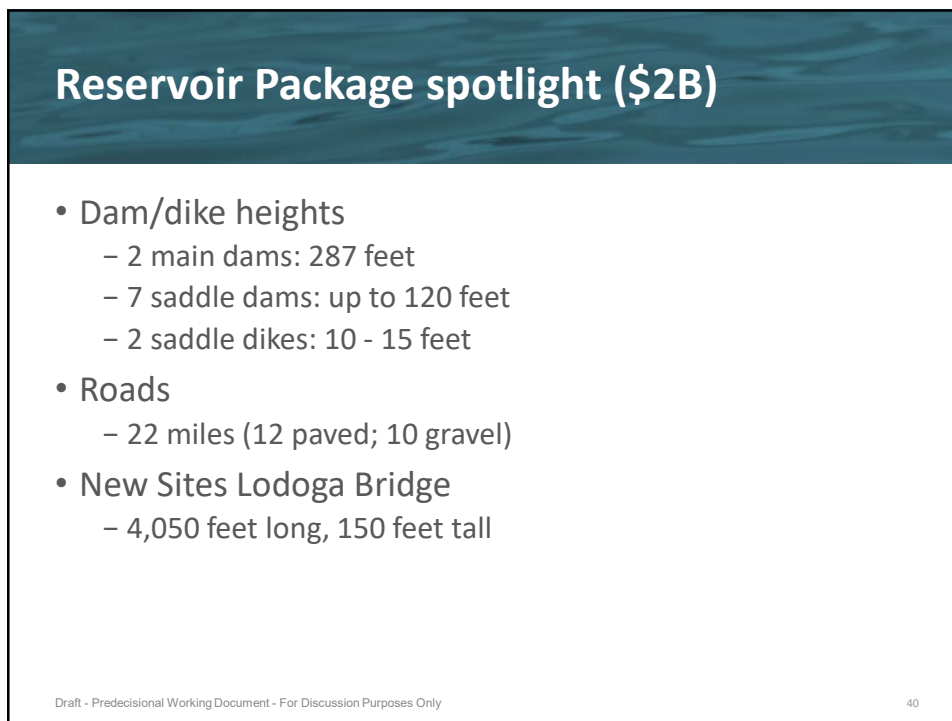 Reservoir Package spotlight ($2B)
• Dam/dike heights
− 2 main dams: 287 feet
− 7 saddle dams: up to 120 feet
− 2 saddle dikes: 10 - 15 feet
• Roads
− 22 miles (12 paved; 10 gravel)
• New Sites Lodoga Bridge
− 4,050 feet long, 150 feet tall
Draft - Predecisional Working Document - For Discussion Purposes Only
40